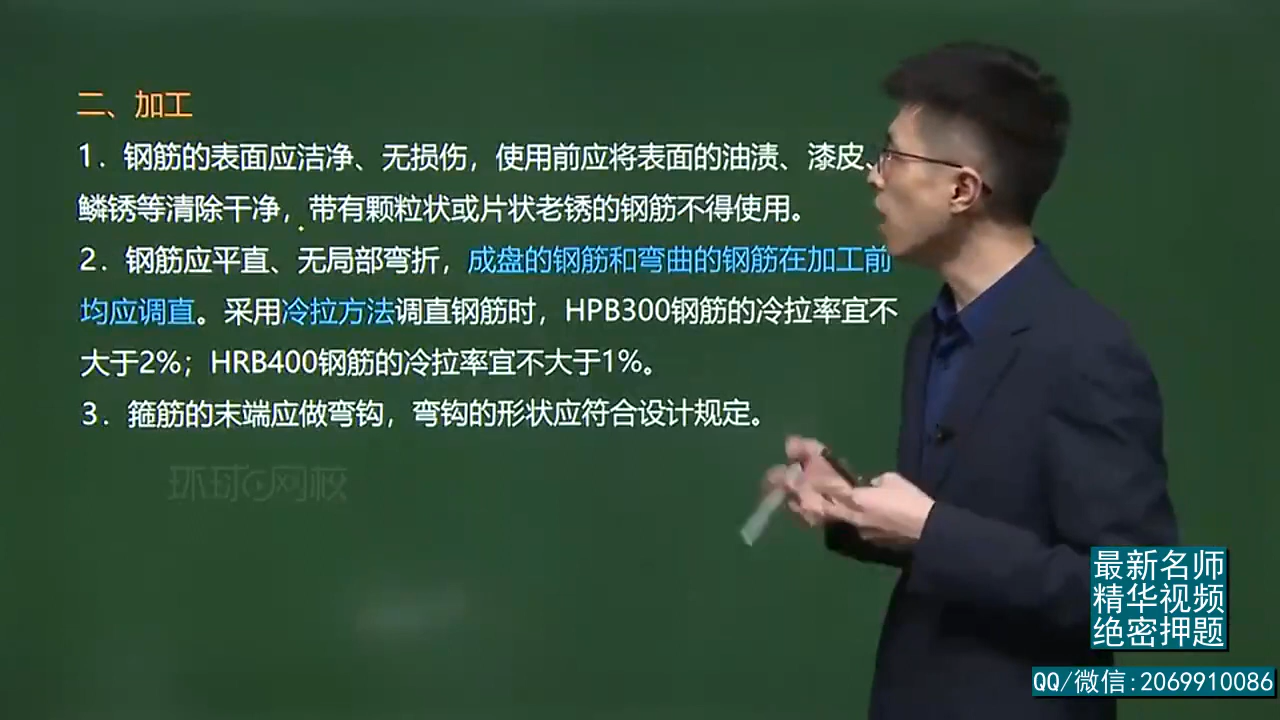 二、加工
1．钢筋的表面应洁净、无损伤，使用前应将表面的油渍、漆皮、
鳞锈等清除干净，带有颗粒状或片状老锈的钢筋不得使用。
2．钢筋应平直、无局部弯折，成盘的钢筋和弯曲的钢筋在加工前
均应调直。采用冷拉方法调直钢筋时，HPB300钢筋的冷拉率宜不
大于2%；HRB400钢筋的冷拉率宜不大于1%。
3．箍筋的末端应做弯钩，弯钩的形状应符合设计规定。
环球网校
最新名师
精华视频
绝密押题
QQ/微信:2069910086